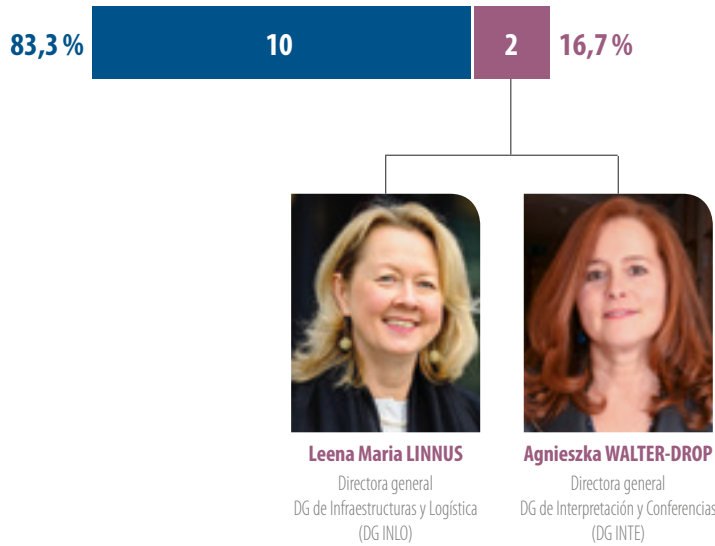 83,3 % 10 2 16,7 %
Leena Maria LINNUS
Directora general
DG de Infraestructuras y Logística
(DG INLO)
Agnieszka WALTER-DROP
Directora general
DG de Interpretación y Conferencias
(DG INTE)